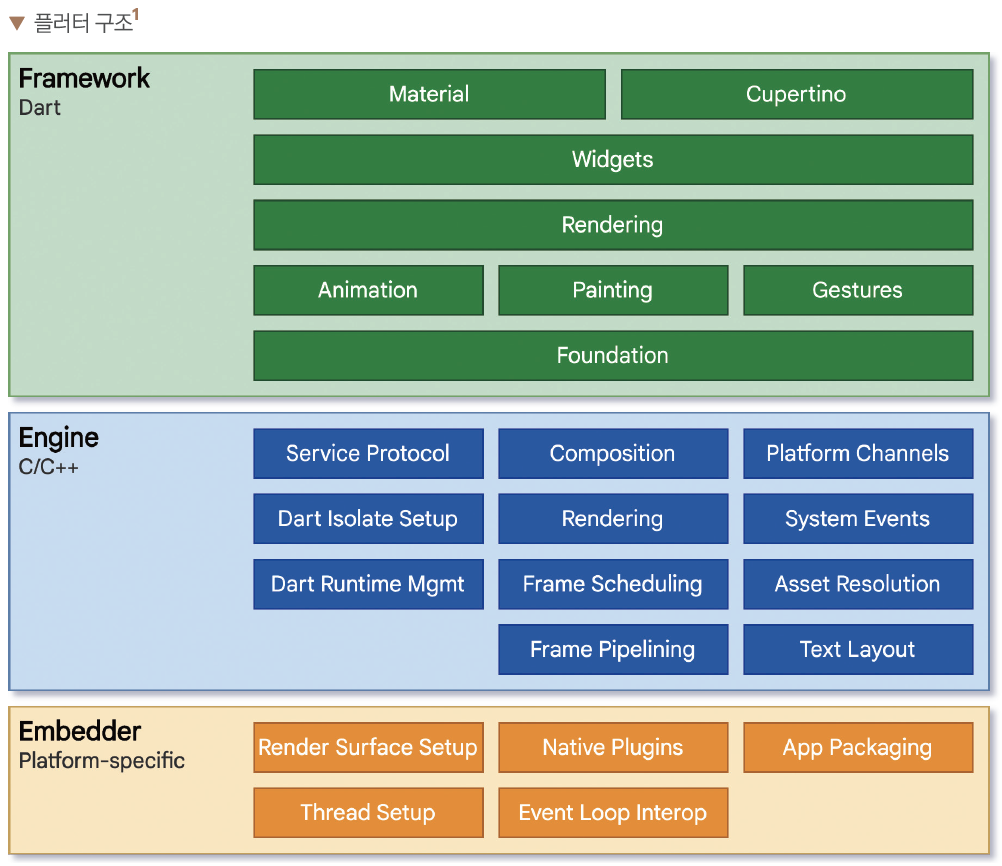 ▼ 플러터 구조1
Framework
Dart
Material Cupertino
Widgets
Rendering
Animation Painting Gestures
Foundation
Engine
C/C++
Service Protocol Composition Platform Channels
Dart Isolate Setup Rendering System Events
Dart Runtime Mgmt Frame Scheduling Asset Resolution
Frame Pipelining Text Layout
Embedder
Platform-specific
Render Surface Setup Native Plugins App Packaging
Thread Setup Event Loop Interop